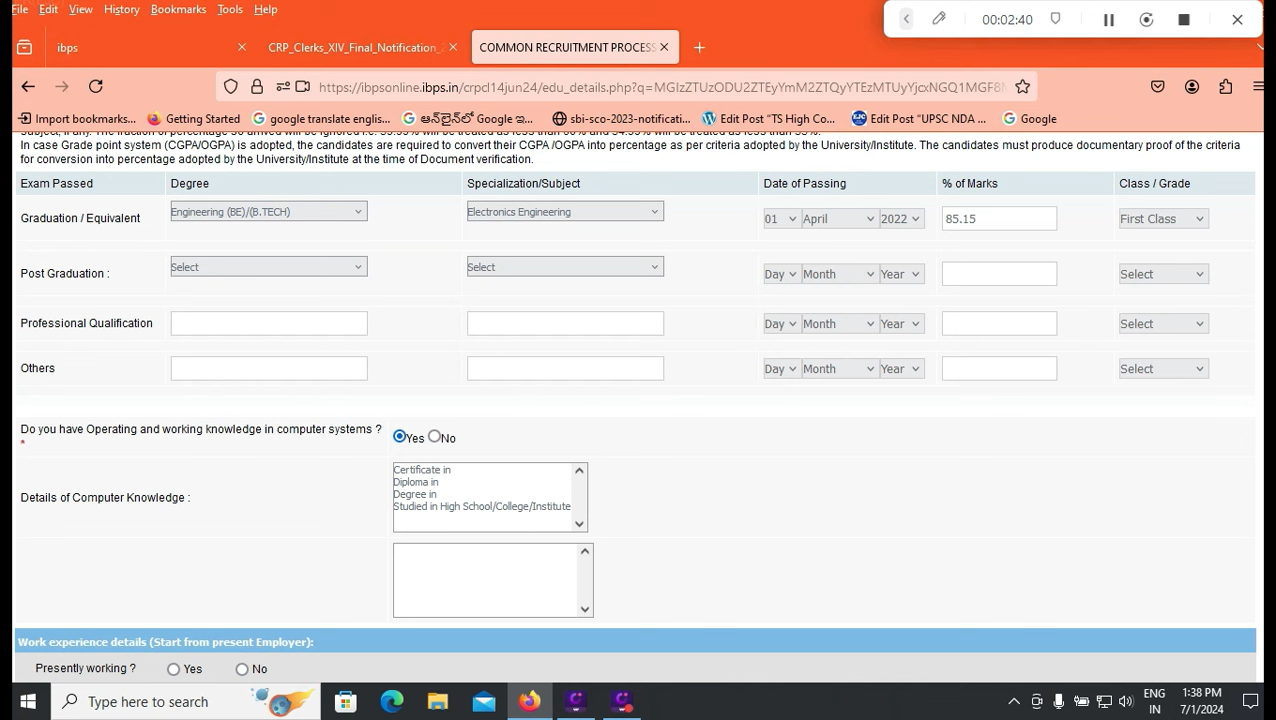 File Edit View History Bookmarks Tools Help
00:02:40
ibps
CRP_Clerks_XIV_Final_Notification_2
COMMON RECRUITMENT PROCESS
https://ibpsonline.ibps.in/crpcl14jun24/edu_details.php?q=
Import bookmarks... Getting Started google translate englis... ఆన్‌లైన్‌లో Google ఇ... sbi-sco-2023-notificati... Edit Post "TS High Co... Edit Post "UPSC NDA ... Google
In case Grade point system (CGPA/OGPA) is adopted, the candidates are required to convert their CGPA /OGPA into percentage as per criteria adopted by the University/Institute. The candidates must produce documentary proof of the criteria
for conversion into percentage adopted by the University/Institute at the time of Document verification.
Exam Passed Degree Specialization/Subject Date of Passing % of Marks Class / Grade
Graduation / Equivalent Engineering (BE)/(B.TECH) Electronics Engineering 01 April 2022 85.15 First Class
Post Graduation : Select Select Day Month Year Select
Professional Qualification Day Month Year Select
Others Day Month Year Select
Do you have Operating and working knowledge in computer systems ? Yes No
*
Details of Computer Knowledge :
Certificate in
Diploma in
Degree in
Studied in High School/College/Institute
Work experience details (Start from present Employer):
Presently working ? Yes No
Type here to search
ENG
IN
1:38 PM
7/1/2024